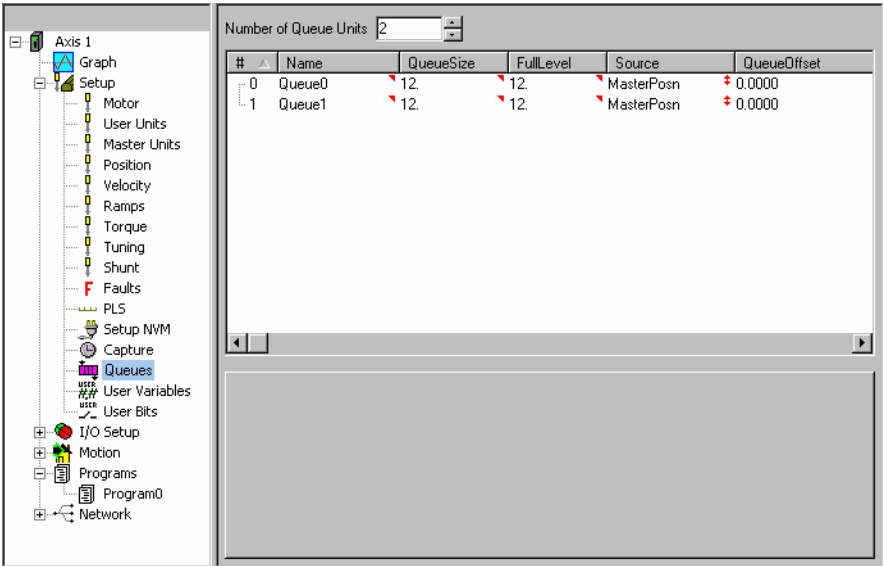 Axis 1
Graph
Setup
Motor
User Units
Master Units
Position
Velocity
Ramps
Torque
Tuning
Shunt
F Faults
PLS
Setup NVM
Capture
Queues
USER #.# User Variables
USER User Bits
I/O Setup
Motion
Programs
Program0
Network
Number of Queue Units 2
# Name QueueSize FullLevel Source QueueOffset
0 Queue0 12. 12. MasterPosn 0.0000
1 Queue1 12. 12. MasterPosn 0.0000